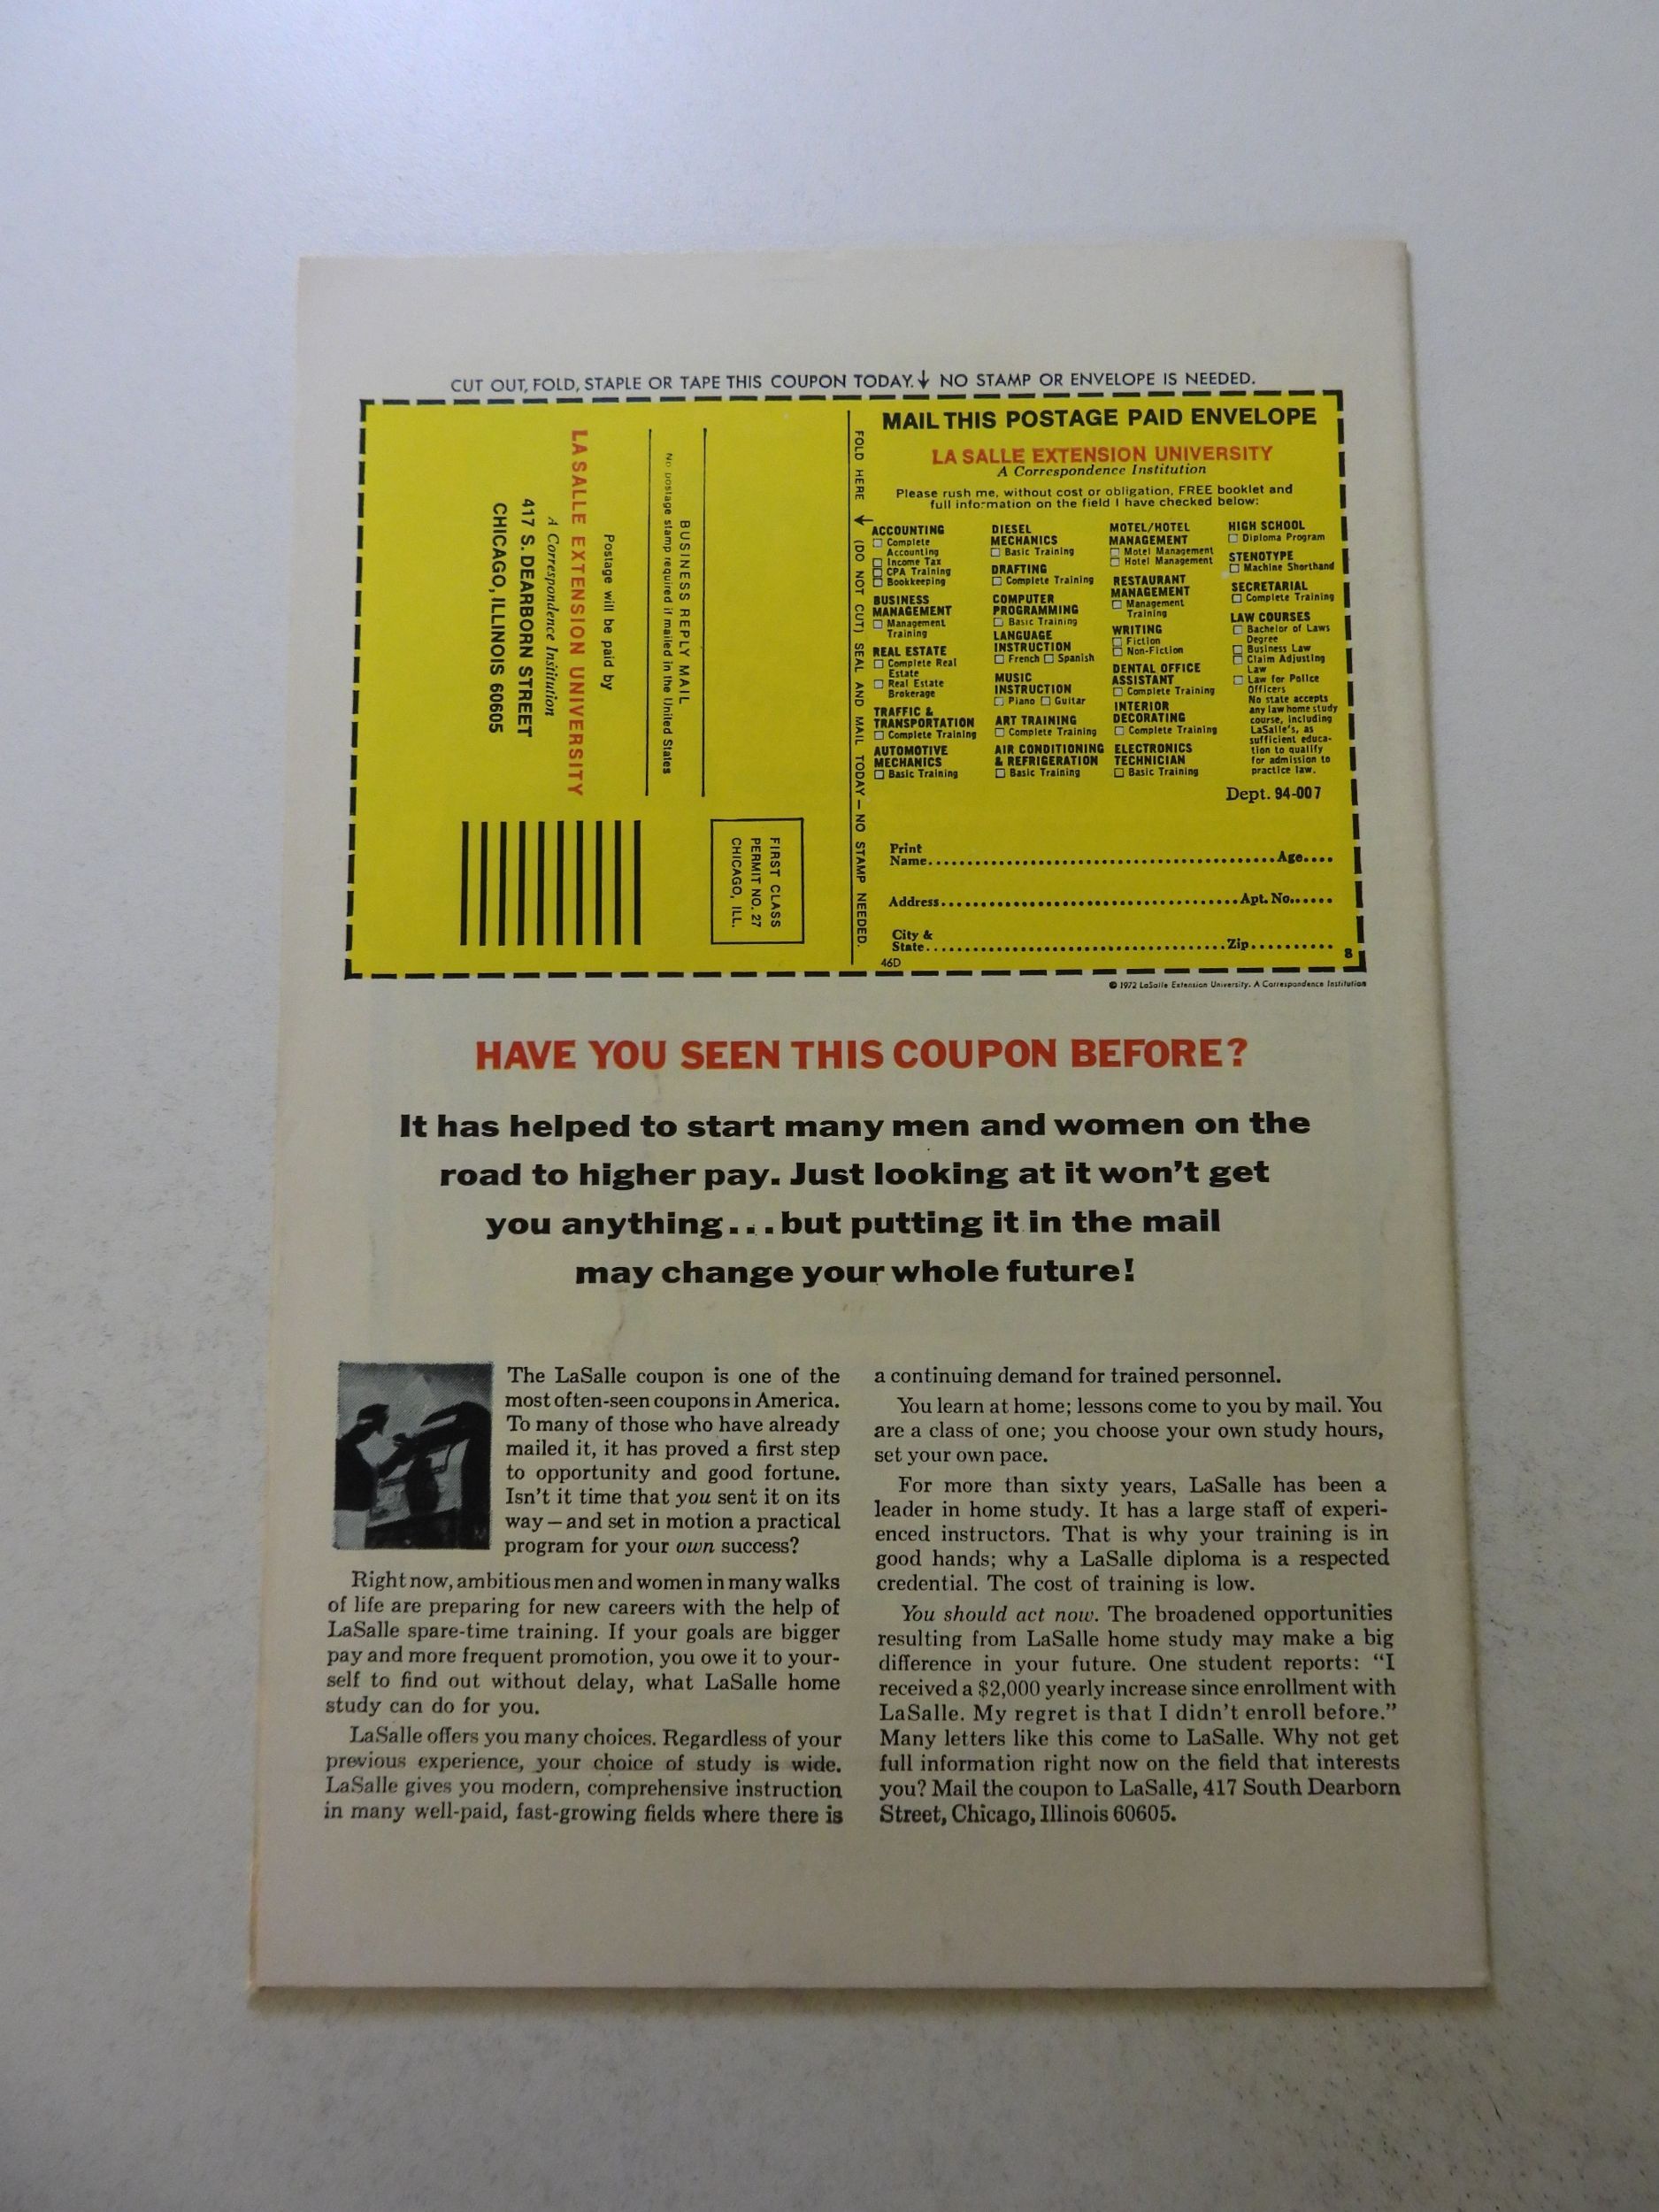 CUT OUT, FOLD, STAPLE OR TAPE THIS COUPON TODAY.↓ NO STAMP OR ENVELOPE IS NEEDED.
BUSINESS REPLY MAIL
No postage stamp required if mailed in the United States
Postage will be paid by
LA SALLE EXTENSION UNIVERSITY
A Correspondence Institution
417 S. DEARBORN STREET
CHICAGO, ILLINOIS 60605
FIRST CLASS
PERMIT NO. 27
CHICAGO, ILL.
FOLD HERE ← (DO NOT CUT) SEAL AND MAIL TODAY — NO STAMP NEEDED.
MAIL THIS POSTAGE PAID ENVELOPE
LA SALLE EXTENSION UNIVERSITY
A Correspondence Institution
Please rush me, without cost or obligation, FREE booklet and
full information on the field I have checked below:
ACCOUNTING
☐ Complete
Accounting
☐ Income Tax
☐ CPA Training
☐ Bookkeeping
BUSINESS
MANAGEMENT
☐ Management
Training
REAL ESTATE
☐ Complete Real
Estate
☐ Real Estate
Brokerage
TRAFFIC &
TRANSPORTATION
☐ Complete Training
AUTOMOTIVE
MECHANICS
☐ Basic Training
DIESEL
MECHANICS
☐ Basic Training
DRAFTING
☐ Complete Training
COMPUTER
PROGRAMMING
☐ Basic Training
LANGUAGE
INSTRUCTION
☐ French ☐ Spanish
MUSIC
INSTRUCTION
☐ Piano ☐ Guitar
ART TRAINING
☐ Complete Training
AIR CONDITIONING
& REFRIGERATION
☐ Basic Training
MOTEL/HOTEL
MANAGEMENT
☐ Motel Management
☐ Hotel Management
RESTAURANT
MANAGEMENT
☐ Management
Training
WRITING
☐ Fiction
☐ Non-Fiction
DENTAL OFFICE
ASSISTANT
☐ Complete Training
INTERIOR
DECORATING
☐ Complete Training
ELECTRONICS
TECHNICIAN
☐ Basic Training
HIGH SCHOOL
☐ Diploma Program
STENOTYPE
☐ Machine Shorthand
SECRETARIAL
☐ Complete Training
LAW COURSES
☐ Bachelor of Laws
Degree
☐ Business Law
☐ Claim Adjusting
Law
☐ Law for Police
Officers
No state accepts
any law home study
course, including
LaSalle's, as
sufficient educa-
tion to qualify
for admission to
practice law.
Dept. 94-007
Print
Name..........Age....
Address..........Apt. No......
City &
State..........Zip..........
46D
8
© 1972 LaSalle Extension University. A Correspondence Institution
HAVE YOU SEEN THIS COUPON BEFORE?
It has helped to start many men and women on the
road to higher pay. Just looking at it won't get
you anything...but putting it in the mail
may change your whole future!
The LaSalle coupon is one of the
most often-seen coupons in America.
To many of those who have already
mailed it, it has proved a first step
to opportunity and good fortune.
Isn't it time that you sent it on its
way — and set in motion a practical
program for your own success?
Right now, ambitious men and women in many walks
of life are preparing for new careers with the help of
LaSalle spare-time training. If your goals are bigger
pay and more frequent promotion, you owe it to your-
self to find out without delay, what LaSalle home
study can do for you.
LaSalle offers you many choices. Regardless of your
previous experience, your choice of study is wide.
LaSalle gives you modern, comprehensive instruction
in many well-paid, fast-growing fields where there is
a continuing demand for trained personnel.
You learn at home; lessons come to you by mail. You
are a class of one; you choose your own study hours,
set your own pace.
For more than sixty years, LaSalle has been a
leader in home study. It has a large staff of experi-
enced instructors. That is why your training is in
good hands; why a LaSalle diploma is a respected
credential. The cost of training is low.
You should act now. The broadened opportunities
resulting from LaSalle home study may make a big
difference in your future. One student reports: “I
received a $2,000 yearly increase since enrollment with
LaSalle. My regret is that I didn't enroll before.”
Many letters like this come to LaSalle. Why not get
full information right now on the field that interests
you? Mail the coupon to LaSalle, 417 South Dearborn
Street, Chicago, Illinois 60605.